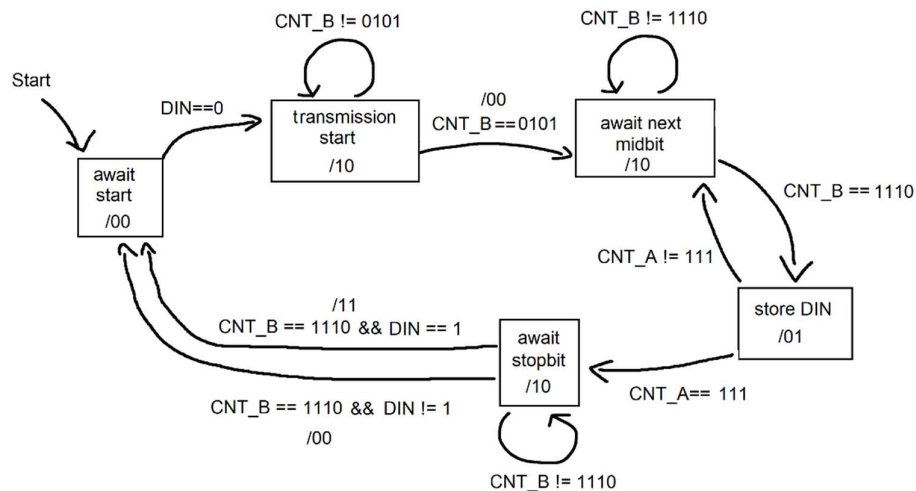 CNT_B != 0101
CNT_B != 1110
Start
DIN==0
/00
CNT_B==0101
transmission
start
/10
await next
midbit
/10
await
start
/00
CNT_B == 1110
CNT_A != 111
store DIN
/01
/11
CNT_B == 1110 && DIN == 1
await
stopbit
/10
CNT_A== 111
CNT_B == 1110 && DIN != 1
/00
CNT_B != 1110